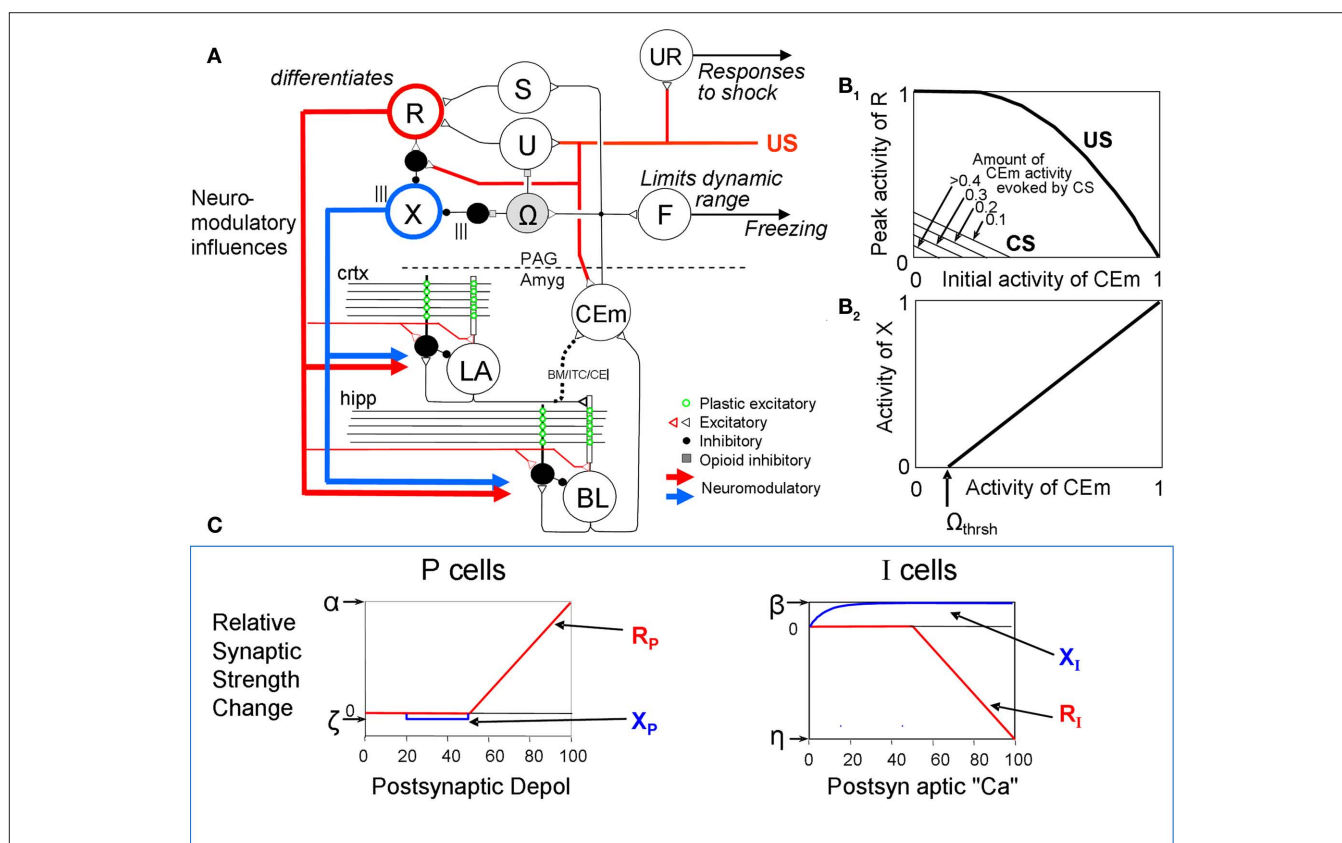 A
differentiates
R
S
U
UR
Responses
to shock
US
Neuro-
modulatory
influences
X
III
III
Ω
F
Limits dynamic
range
Freezing
PAG
Amyg
crtx
CEm
LA
BM/ITC/CEl
hipp
BL
Plastic excitatory
Excitatory
Inhibitory
Opioid inhibitory
Neuromodulatory
B1
Peak activity of R
1
0
US
Amount of
CEm activity
evoked by CS
>0.4
0.3
0.2
0.1
CS
0
Initial activity of CEm
1
B2
Activity of X
1
0
0
Activity of CEm
1
Ωthrsh
C
P cells
Relative
Synaptic
Strength
Change
α
0
ζ
RP
XP
0 20 40 60 80 100
Postsynaptic Depol
I cells
β
0
η
XI
RI
0 20 40 60 80 100
Postsyn aptic "Ca"